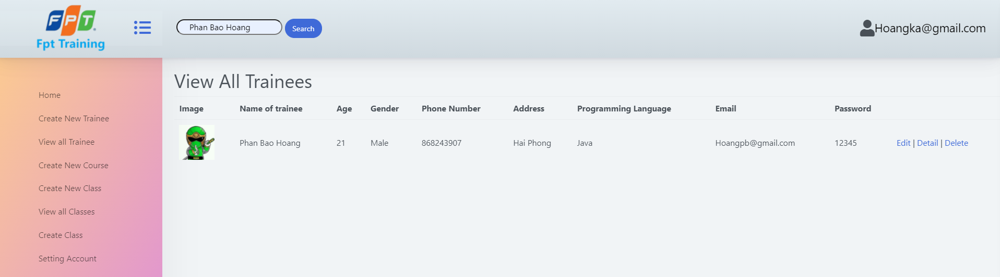 FPT
Fpt Training
Phan Bao Hoang
Search
Hoangka@gmail.com
Home
Create New Trainee
View all Trainee
Create New Course
Create New Class
View all Classes
Create Class
Setting Account
View All Trainees
Image Name of trainee Age Gender Phone Number Address Programming Language Email Password
Phan Bao Hoang 21 Male 868243907 Hai Phong Java Hoangpb@gmail.com 12345 Edit | Detail | Delete